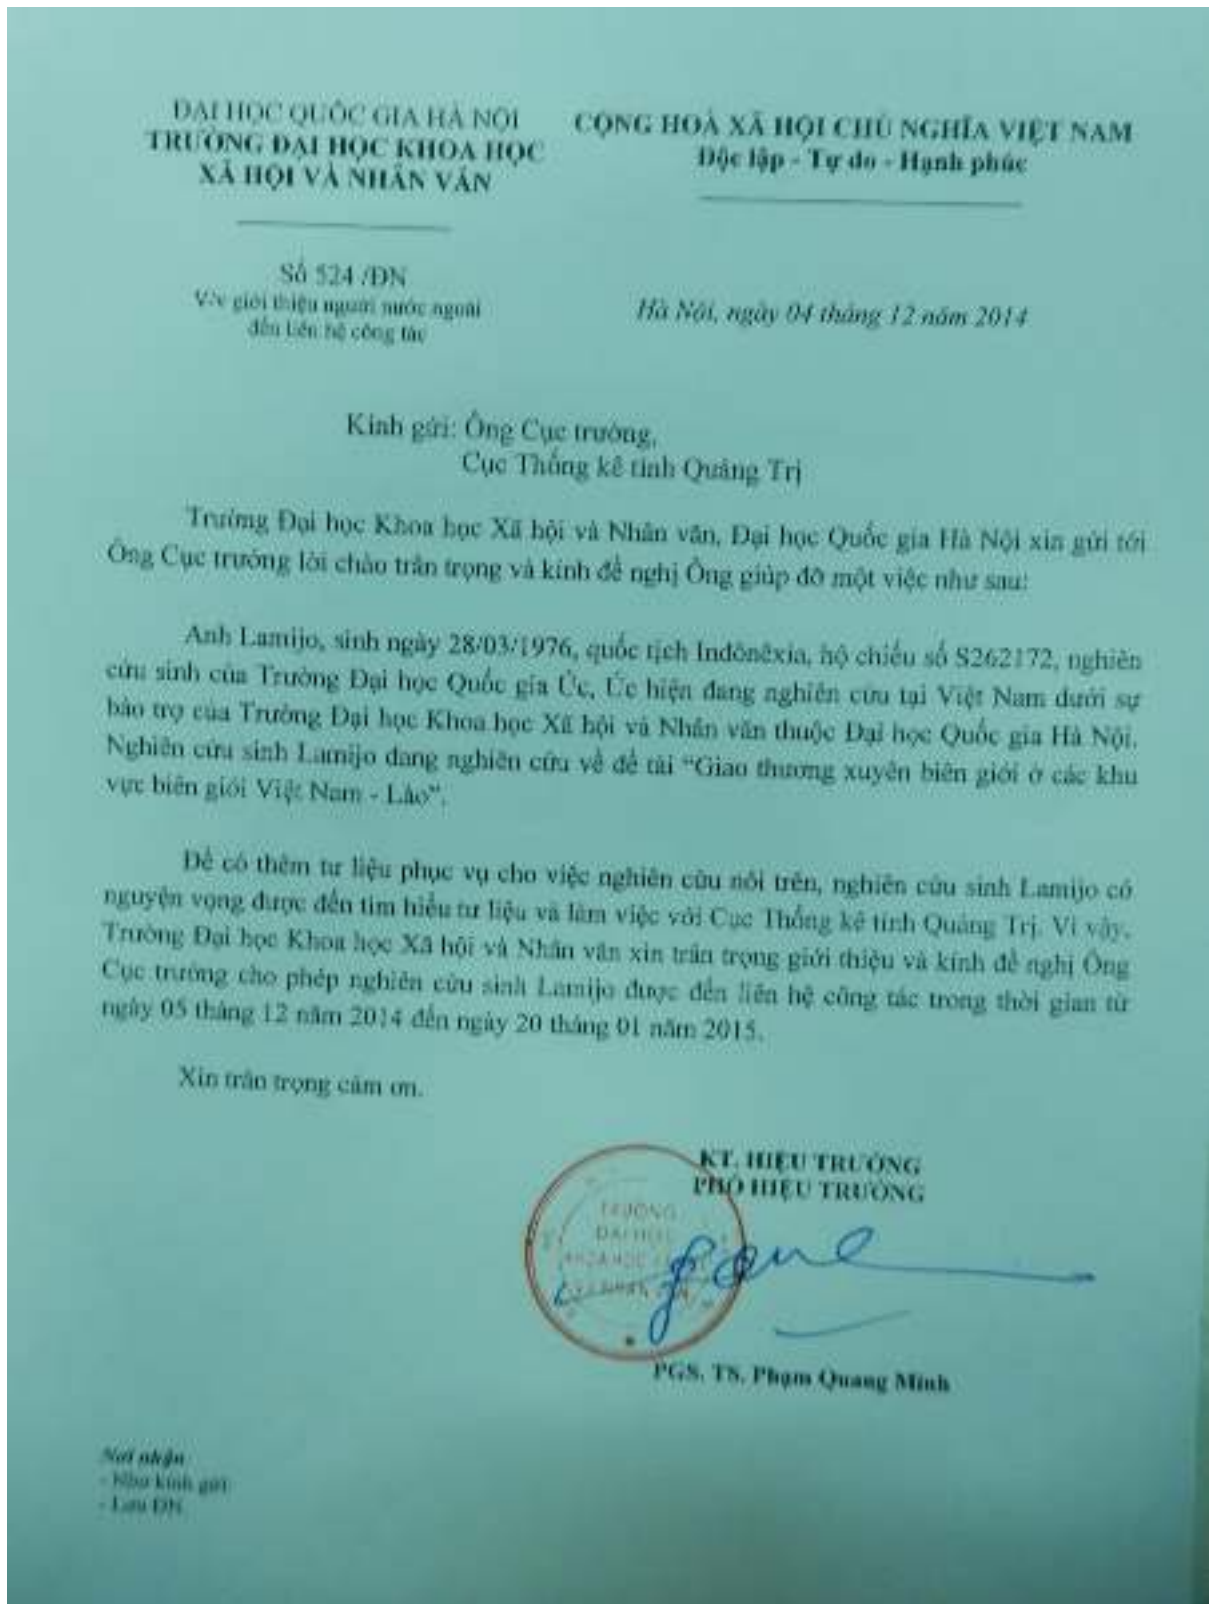 ĐẠI HỌC QUỐC GIA HÀ NỘI
TRƯỜNG ĐẠI HỌC KHOA HỌC
XÃ HỘI VÀ NHÂN VĂN
CỘNG HOÀ XÃ HỘI CHỦ NGHĨA VIỆT NAM
Độc lập - Tự do - Hạnh phúc
Số 524 /ĐN
V/v giới thiệu người nước ngoài
đến liên hệ công tác
Hà Nội, ngày 04 tháng 12 năm 2014
Kính gửi: Ông Cục trưởng,
Cục Thống kê tỉnh Quảng Trị
Trường Đại học Khoa học Xã hội và Nhân văn, Đại học Quốc gia Hà Nội xin gửi tới
Ông Cục trưởng lời chào trân trọng và kính đề nghị Ông giúp đỡ một việc như sau:
Anh Lamijo, sinh ngày 28/03/1976, quốc tịch Inđônêxia, hộ chiếu số S262172, nghiên
cứu sinh của Trường Đại học Quốc gia Úc, Úc hiện đang nghiên cứu tại Việt Nam dưới sự
bảo trợ của Trường Đại học Khoa học Xã hội và Nhân văn thuộc Đại học Quốc gia Hà Nội.
Nghiên cứu sinh Lamijo đang nghiên cứu về đề tài “Giao thương xuyên biên giới ở các khu
vực biên giới Việt Nam - Lào”.
Để có thêm tư liệu phục vụ cho việc nghiên cứu nói trên, nghiên cứu sinh Lamijo có
nguyện vọng được đến tìm hiểu tư liệu và làm việc với Cục Thống kê tỉnh Quảng Trị. Vì vậy,
Trường Đại học Khoa học Xã hội và Nhân văn xin trân trọng giới thiệu và kính đề nghị Ông
Cục trưởng cho phép nghiên cứu sinh Lamijo được đến liên hệ công tác trong thời gian từ
ngày 05 tháng 12 năm 2014 đến ngày 20 tháng 01 năm 2015.
Xin trân trọng cảm ơn.
KT. HIỆU TRƯỞNG
PHÓ HIỆU TRƯỞNG
TRƯỜNG
ĐẠI HỌC
KHOA HỌC
VÀ NHÂN VĂN
PGS. TS. Phạm Quang Minh
Nơi nhận
- Như kính gửi
- Lưu ĐN